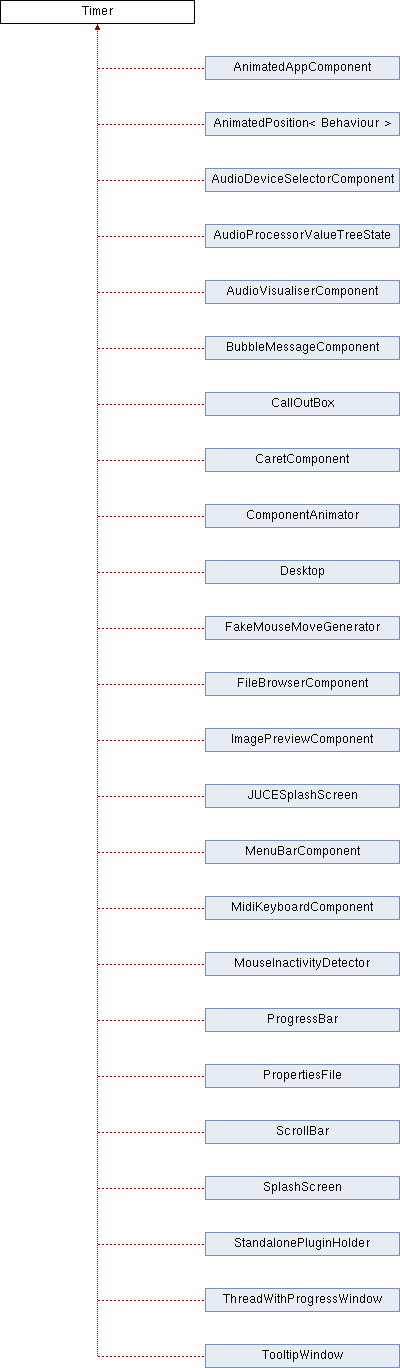 Timer
AnimatedAppComponent
AnimatedPosition< Behaviour >
AudioDeviceSelectorComponent
AudioProcessorValueTreeState
AudioVisualiserComponent
BubbleMessageComponent
CallOutBox
CaretComponent
ComponentAnimator
Desktop
FakeMouseMoveGenerator
FileBrowserComponent
ImagePreviewComponent
JUCESplashScreen
MenuBarComponent
MidiKeyboardComponent
MouseInactivityDetector
ProgressBar
PropertiesFile
ScrollBar
SplashScreen
StandalonePluginHolder
ThreadWithProgressWindow
TooltipWindow